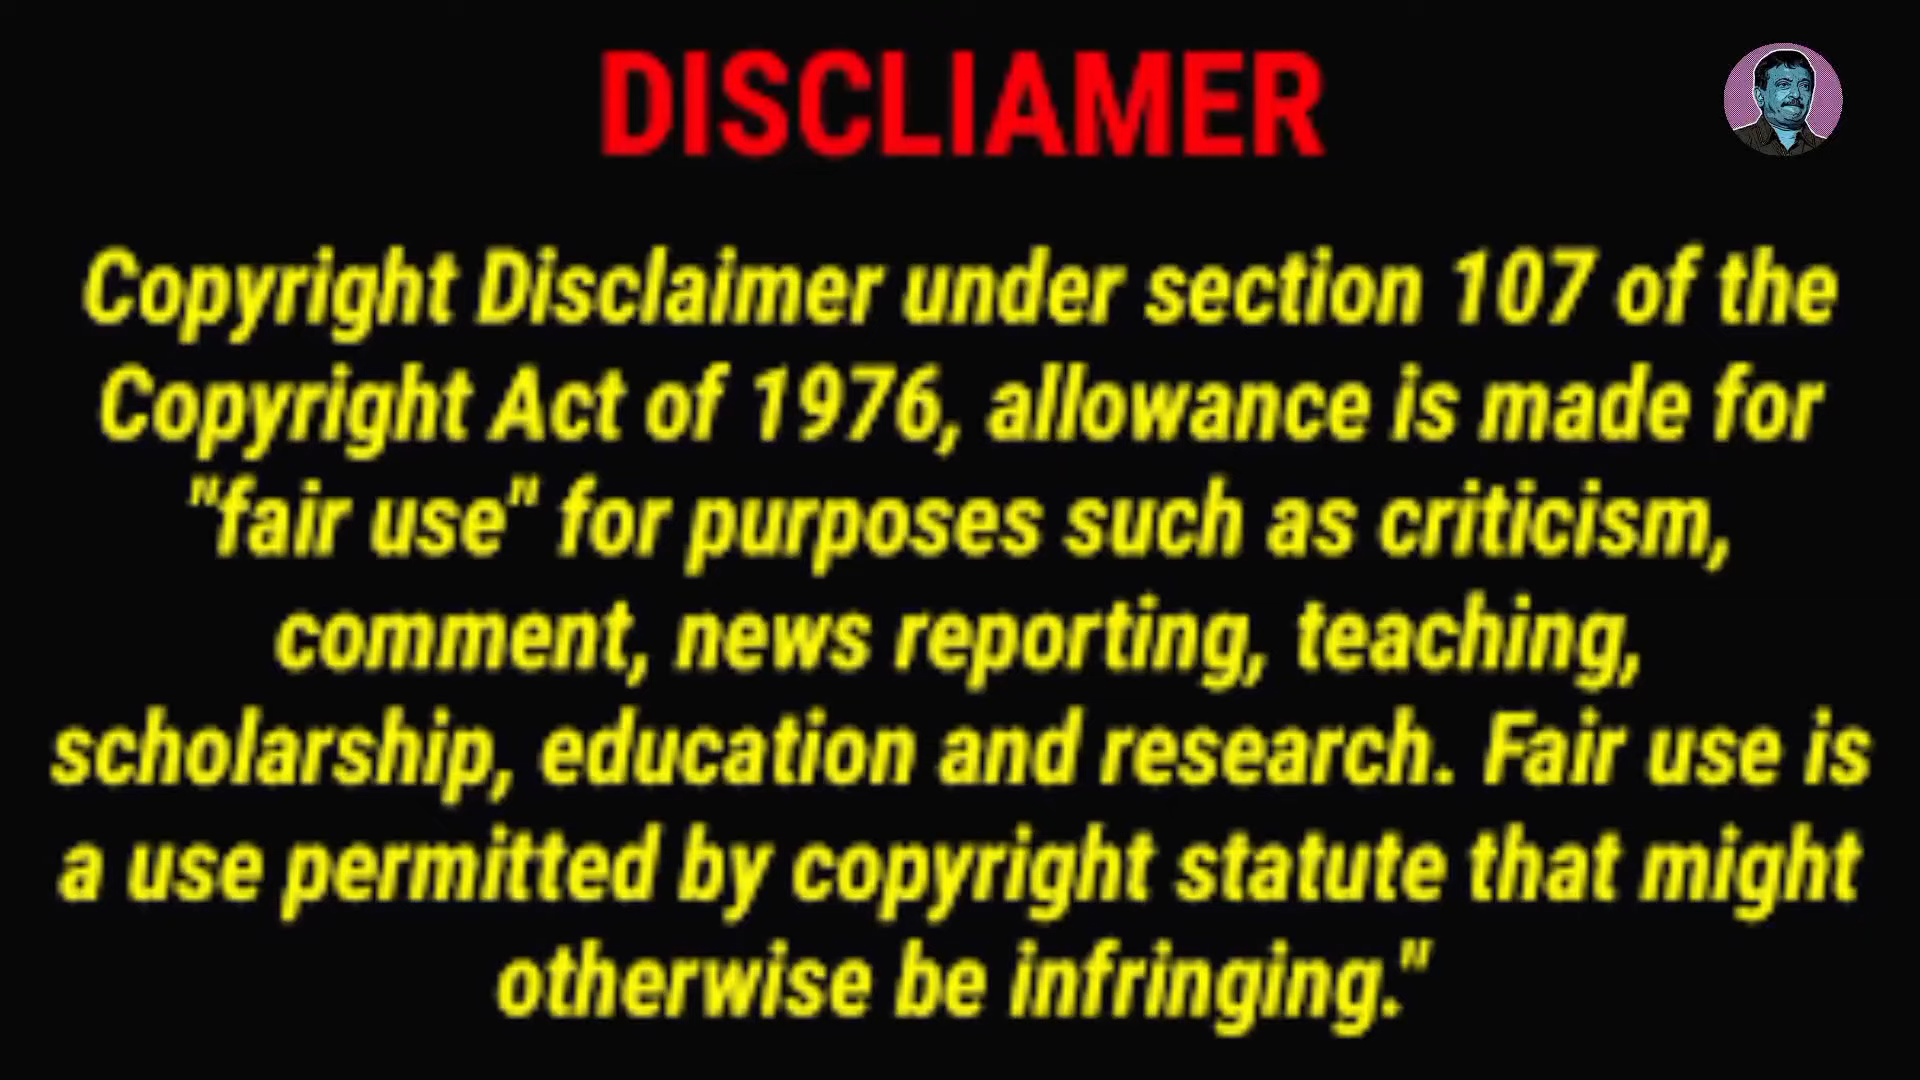 DISCLIAMER
Copyright Disclaimer under section 107 of the
Copyright Act of 1976, allowance is made for
"fair use" for purposes such as criticism,
comment, news reporting, teaching,
scholarship, education and research. Fair use is
a use permitted by copyright statute that might
otherwise be infringing."